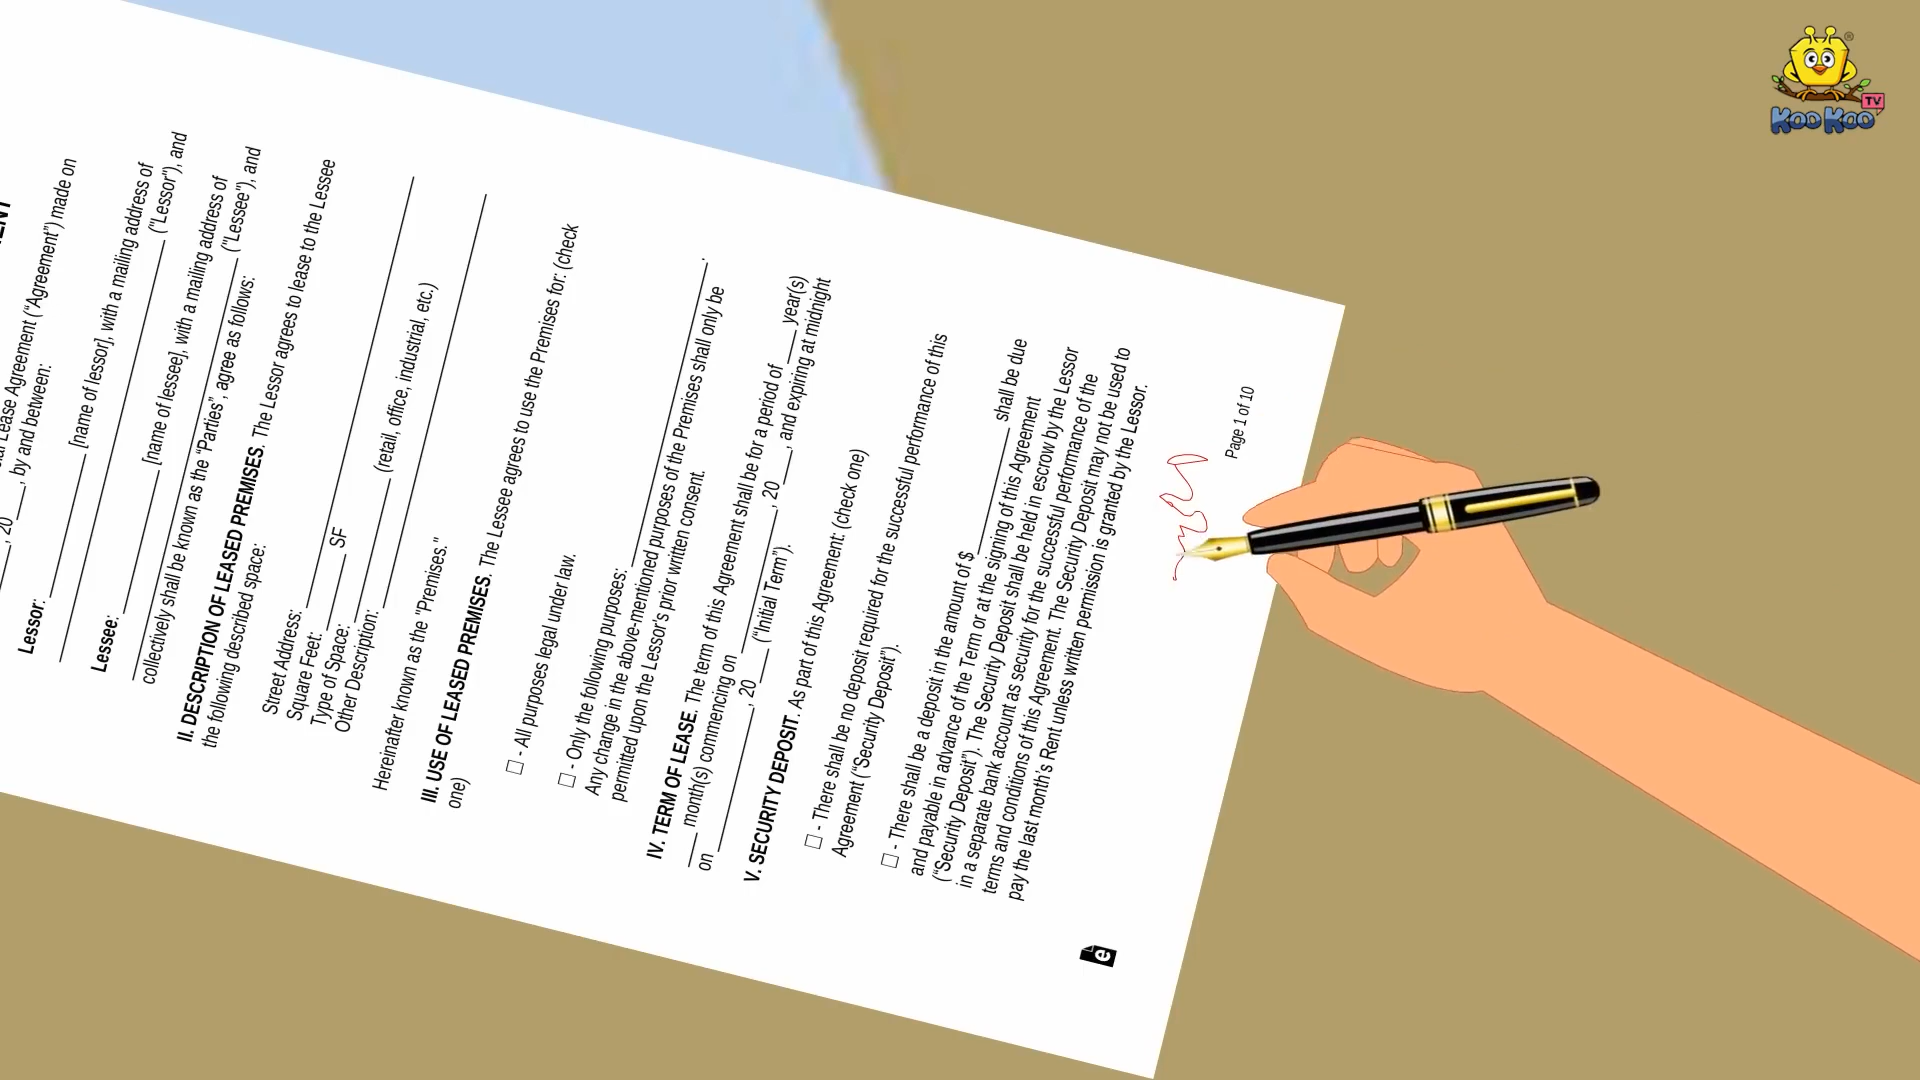 ENT
Lease Agreement (“Agreement”) made on
, 20 ____, by and between:
Lessor: ____ [name of lessor], with a mailing address of
____ (“Lessor”), and
Lessee: ____ [name of lessee], with a mailing address of
____ (“Lessee”), and
collectively shall be known as the “Parties”, agree as follows:
II. DESCRIPTION OF LEASED PREMISES. The Lessor agrees to lease to the Lessee
the following described space:
Street Address: ____
Square Feet: ____ SF
Type of Space: ____ (retail, office, industrial, etc.)
Other Description: ____
Hereinafter known as the "Premises."
III. USE OF LEASED PREMISES. The Lessee agrees to use the Premises for: (check
one)
☐ - All purposes legal under law.
☐ - Only the following purposes: ____.
Any change in the above-mentioned purposes of the Premises shall only be
permitted upon the Lessor's prior written consent.
IV. TERM OF LEASE. The term of this Agreement shall be for a period of ____ year(s)
____ month(s) commencing on ____, 20 ____, and expiring at midnight
on ____, 20 ____ (“Initial Term”).
V. SECURITY DEPOSIT. As part of this Agreement: (check one)
☐ - There shall be no deposit required for the successful performance of this
Agreement (“Security Deposit”).
☐ - There shall be a deposit in the amount of $ ____ shall be due
and payable in advance of the Term or at the signing of this Agreement
(“Security Deposit”). The Security Deposit shall be held in escrow by the Lessor
in a separate bank account as security for the successful performance of the
terms and conditions of this Agreement. The Security Deposit may not be used to
pay the last month's Rent unless written permission is granted by the Lessor.
Page 1 of 10
e
KOO KOO TV
®